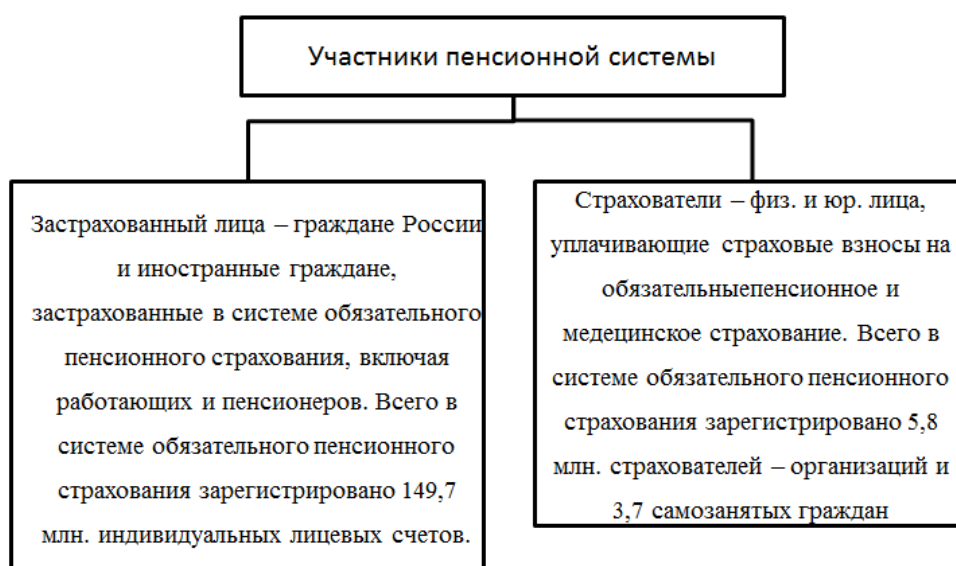 Участники пенсионной системы
Застрахованный лица – граждане России
и иностранные граждане,
застрахованные в системе обязательного
пенсионного страхования, включая
работающих и пенсионеров. Всего в
системе обязательного пенсионного
страхования зарегистрировано 149,7
млн. индивидуальных лицевых счетов.
Страхователи – физ. и юр. лица,
уплачивающие страховые взносы на
обязательныепенсионное и
медецинское страхование. Всего в
системе обязательного пенсионного
страхования зарегистрировано 5,8
млн. страхователей – организаций и
3,7 самозанятых граждан